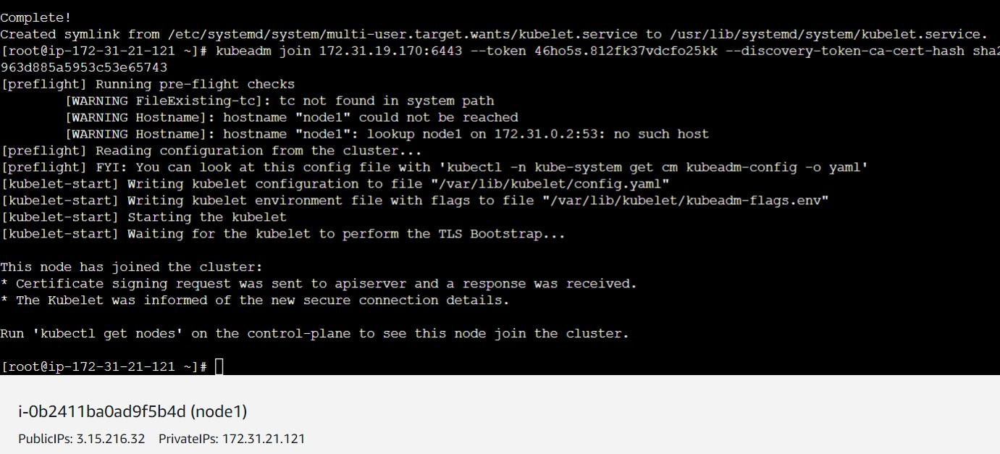 Complete!
Created symlink from /etc/systemd/system/multi-user.target.wants/kubelet.service to /usr/lib/systemd/system/kubelet.service.
[root@ip-172-31-21-121 ~]# kubeadm join 172.31.19.170:6443 --token 46ho5s.812fk37vdcfo25kk --discovery-token-ca-cert-hash sha2
963d885a5953c53e65743
[preflight] Running pre-flight checks
[WARNING FileExisting-tc]: tc not found in system path
[WARNING Hostname]: hostname "node1" could not be reached
[WARNING Hostname]: hostname "node1": lookup node1 on 172.31.0.2:53: no such host
[preflight] Reading configuration from the cluster...
[preflight] FYI: You can look at this config file with 'kubectl -n kube-system get cm kubeadm-config -o yaml'
[kubelet-start] Writing kubelet configuration to file "/var/lib/kubelet/config.yaml"
[kubelet-start] Writing kubelet environment file with flags to file "/var/lib/kubelet/kubeadm-flags.env"
[kubelet-start] Starting the kubelet
[kubelet-start] Waiting for the kubelet to perform the TLS Bootstrap...
This node has joined the cluster:
* Certificate signing request was sent to apiserver and a response was received.
* The Kubelet was informed of the new secure connection details.
Run 'kubectl get nodes' on the control-plane to see this node join the cluster.
[root@ip-172-31-21-121 ~]#
i-0b2411ba0ad9f5b4d (node1)
PublicIPs: 3.15.216.32 PrivateIPs: 172.31.21.121